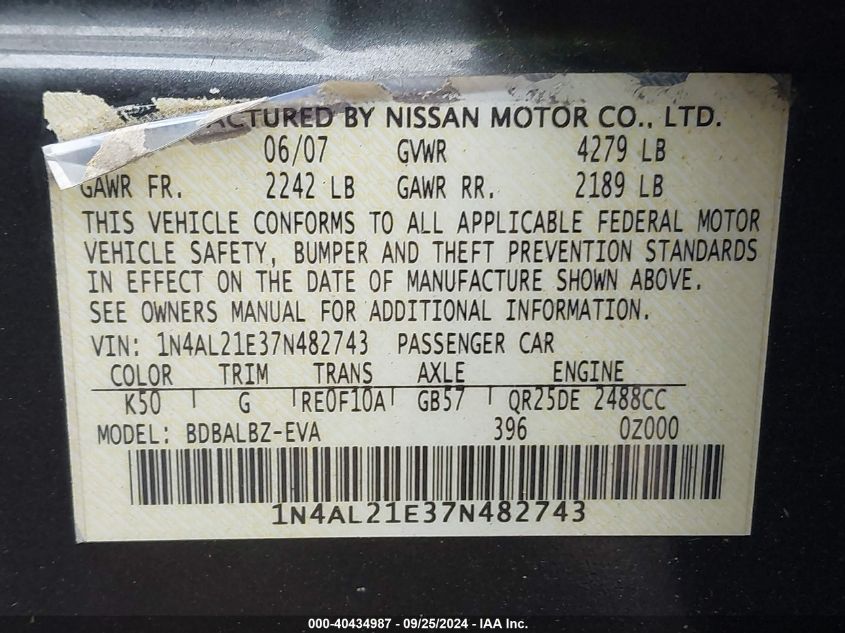 BY NISSAN MOTOR CO., LTD.
06/07 GVWR 4279 LB
GAWR FR. 2242 LB GAWR RR. 2189 LB
THIS VEHICLE CONFORMS TO ALL APPLICABLE FEDERAL MOTOR
VEHICLE SAFETY, BUMPER AND THEFT PREVENTION STANDARDS
IN EFFECT ON THE DATE OF MANUFACTURE SHOWN ABOVE.
SEE OWNERS MANUAL FOR ADDITIONAL INFORMATION.
VIN: 1N4AL21E37N482743 PASSENGER CAR
COLOR TRIM TRANS AXLE ENGINE
K50 G RE0F10A GB57 QR25DE 2488CC
MODEL: BDBALBZ-EVA 396 0Z000
1N4AL21E37N482743
000-40434987 - 09/25/2024 - IAA Inc.